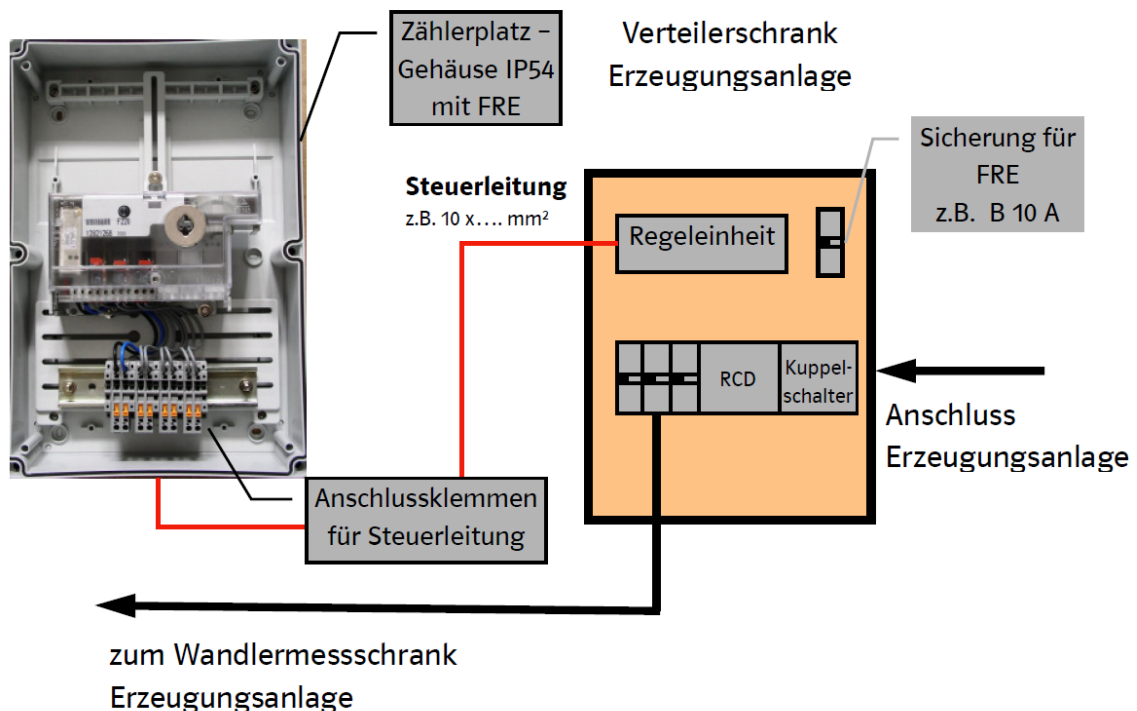 Zählerplatz –
Gehäuse IP54
mit FRE
Verteilerschrank
Erzeugungsanlage
Sicherung für
FRE
z.B. B 10 A
Steuerleitung
z.B. 10 x…. mm²
Regeleinheit
RCD
Kuppel-
schalter
Anschluss
Erzeugungsanlage
Anschlussklemmen
für Steuerleitung
zum Wandlermessschrank
Erzeugungsanlage